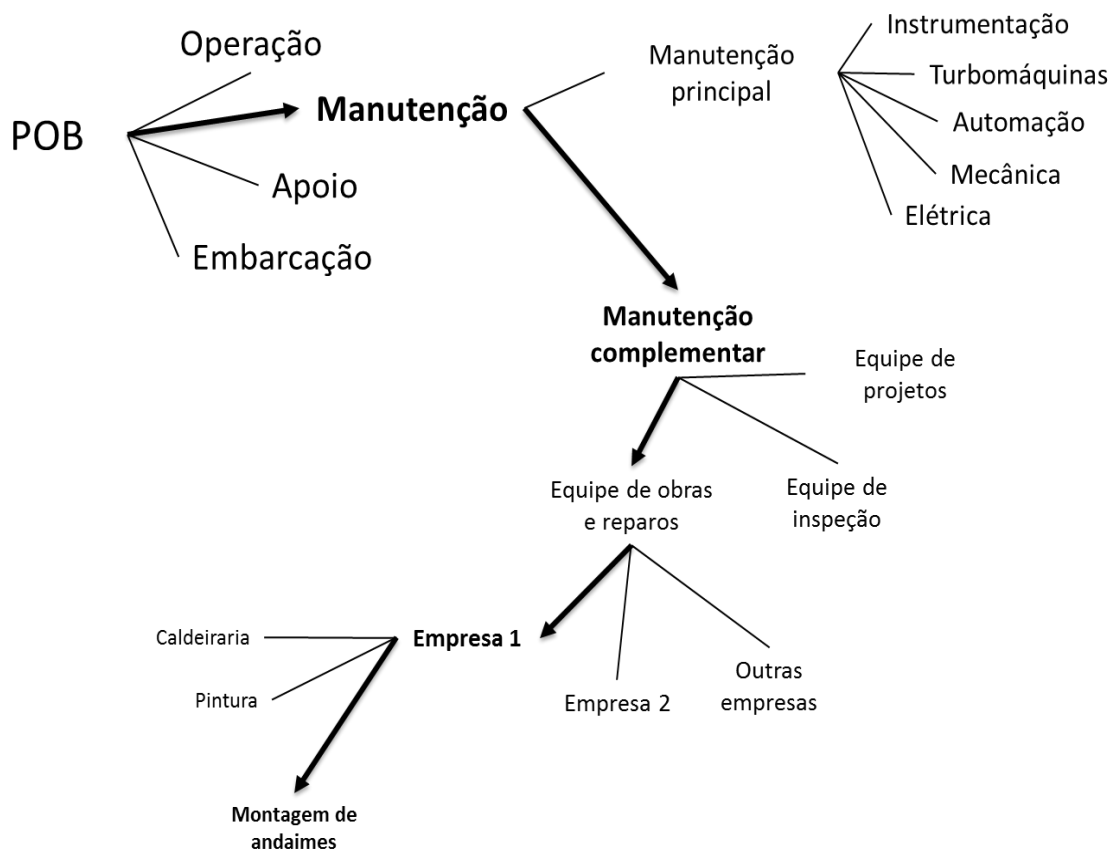 Operação
Instrumentação
Manutenção
principal
Turbomáquinas
Manutenção
Automação
POB
Mecânica
Apoio
Elétrica
Embarcação
Manutenção
complementar
Equipe de
projetos
Equipe de obras
e reparos
Equipe de
inspeção
Caldeiraria
Empresa 1
Pintura
Empresa 2
Outras
empresas
Montagem de
andaimes